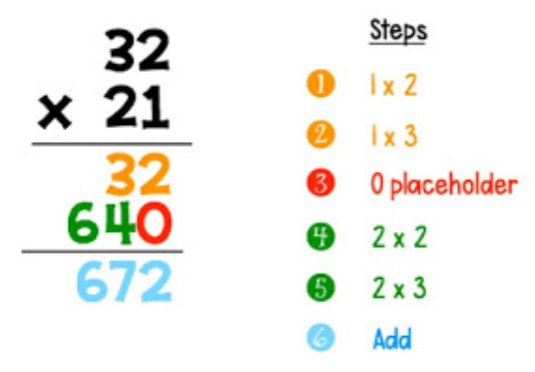 32
x 21
32
640
672
Steps
1 1 x 2
2 1 x 3
3 0 placeholder
4 2 x 2
5 2 x 3
6 Add